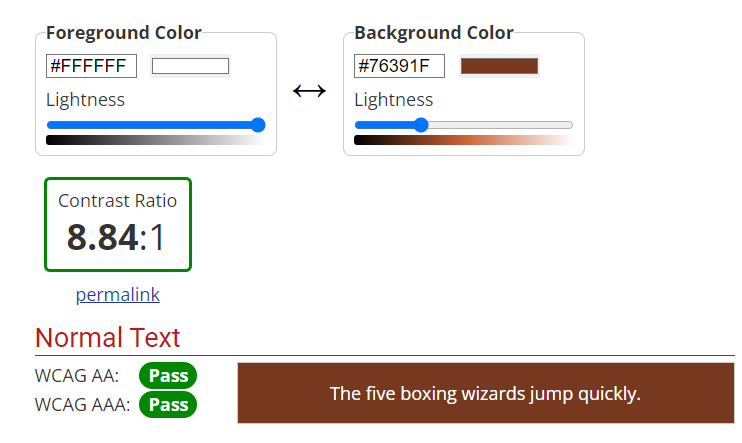 Foreground Color
Background Color
#FFFFFF
#76391F
Lightness
Lightness
Contrast Ratio
8.84:1
permalink
Normal Text
WCAG AA: Pass
WCAG AAA: Pass
The five boxing wizards jump quickly.